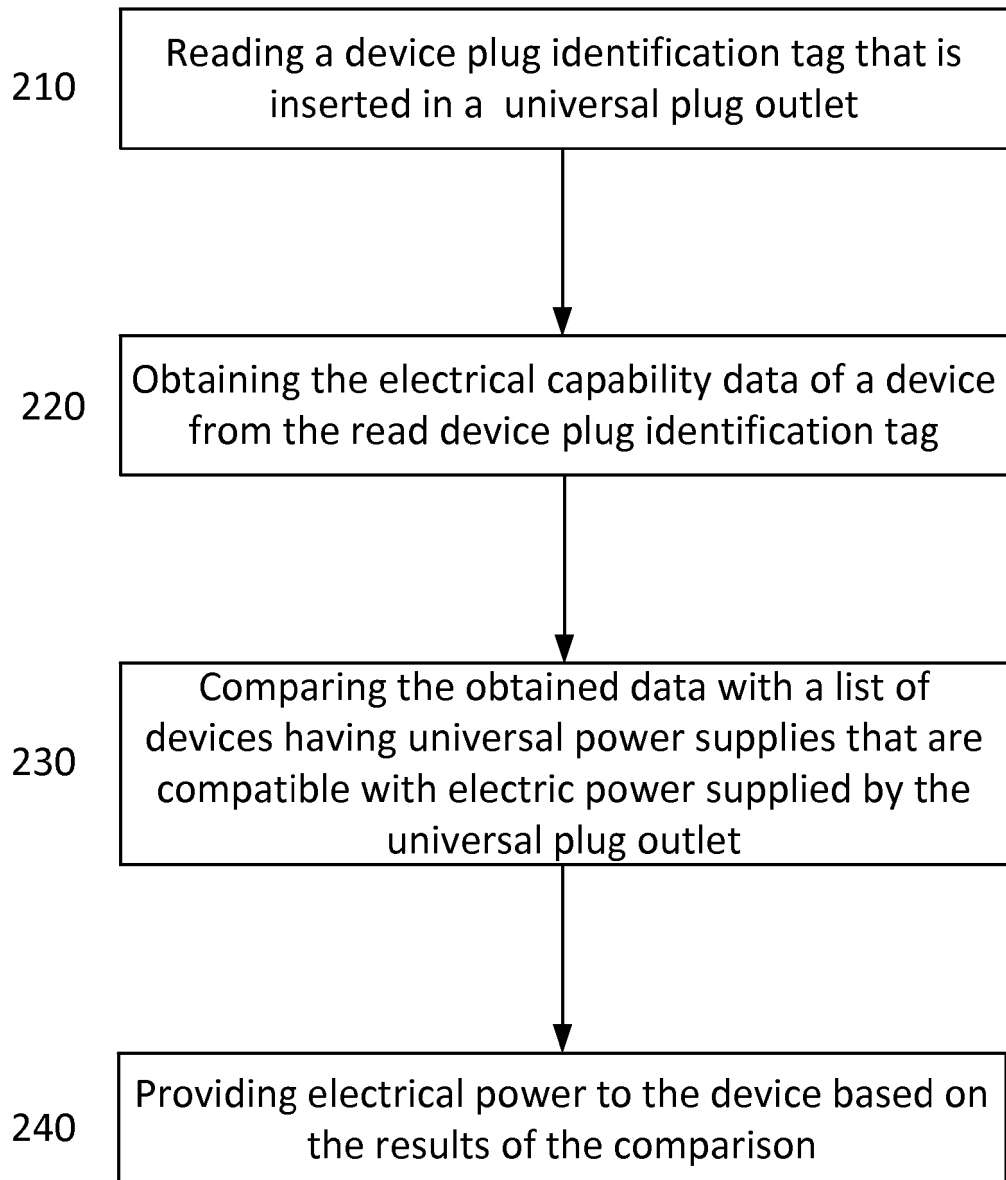 210
Reading a device plug identification tag that is
inserted in a universal plug outlet
220
Obtaining the electrical capability data of a device
from the read device plug identification tag
230
Comparing the obtained data with a list of
devices having universal power supplies that are
compatible with electric power supplied by the
universal plug outlet
240
Providing electrical power to the device based on
the results of the comparison